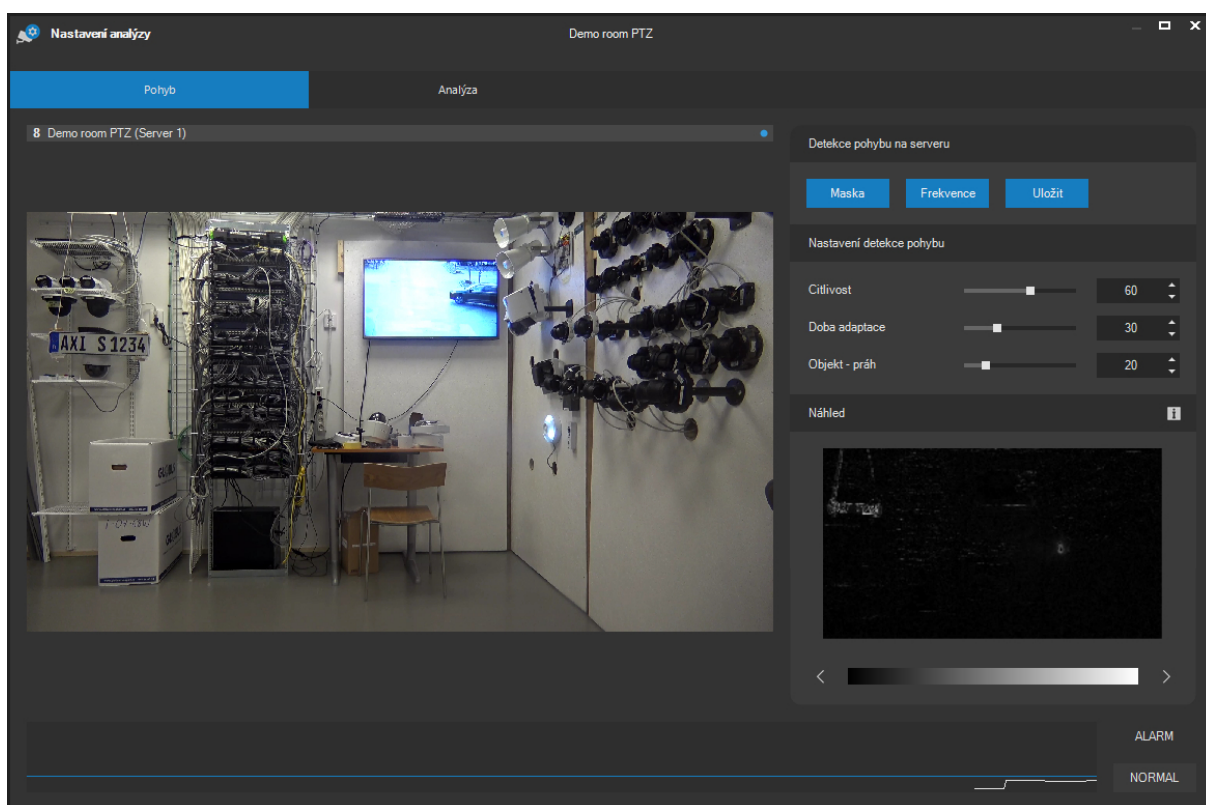 Nastavení analýzy
Demo room PTZ
Pohyb
Analýza
8 Demo room PTZ (Server 1)
Detekce pohybu na serveru
Maska
Frekvence
Uložit
Nastavení detekce pohybu
Citlivost
60
Doba adaptace
30
Objekt - práh
20
Náhled
AXI S 1234
ALARM
NORMAL